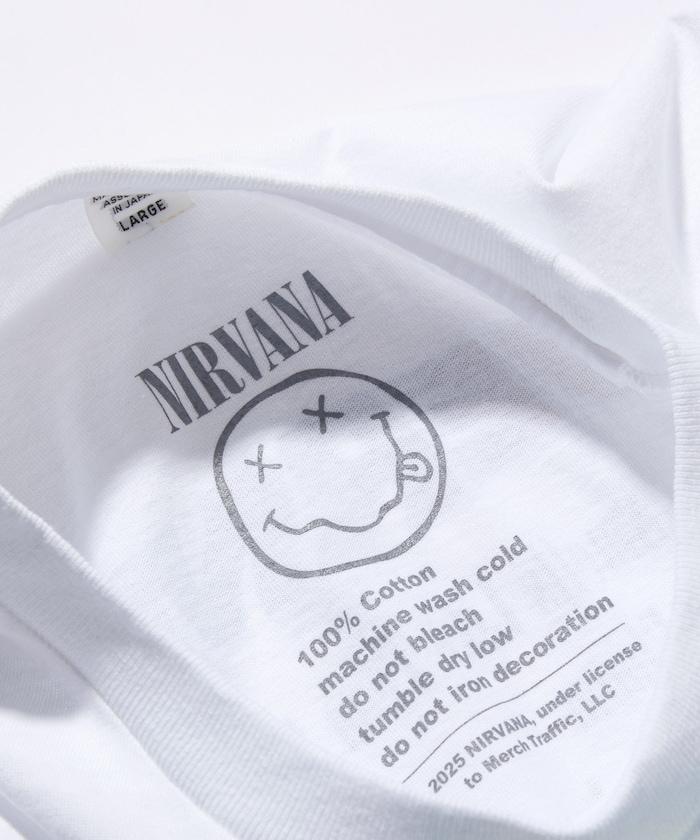 IN JAPA
LARGE
NIRVANA
100% Cotton
machine wash cold
do not bleach
tumble dry low
do not iron decoration
2025 NIRVANA, under license
to Merch Traffic, LLC